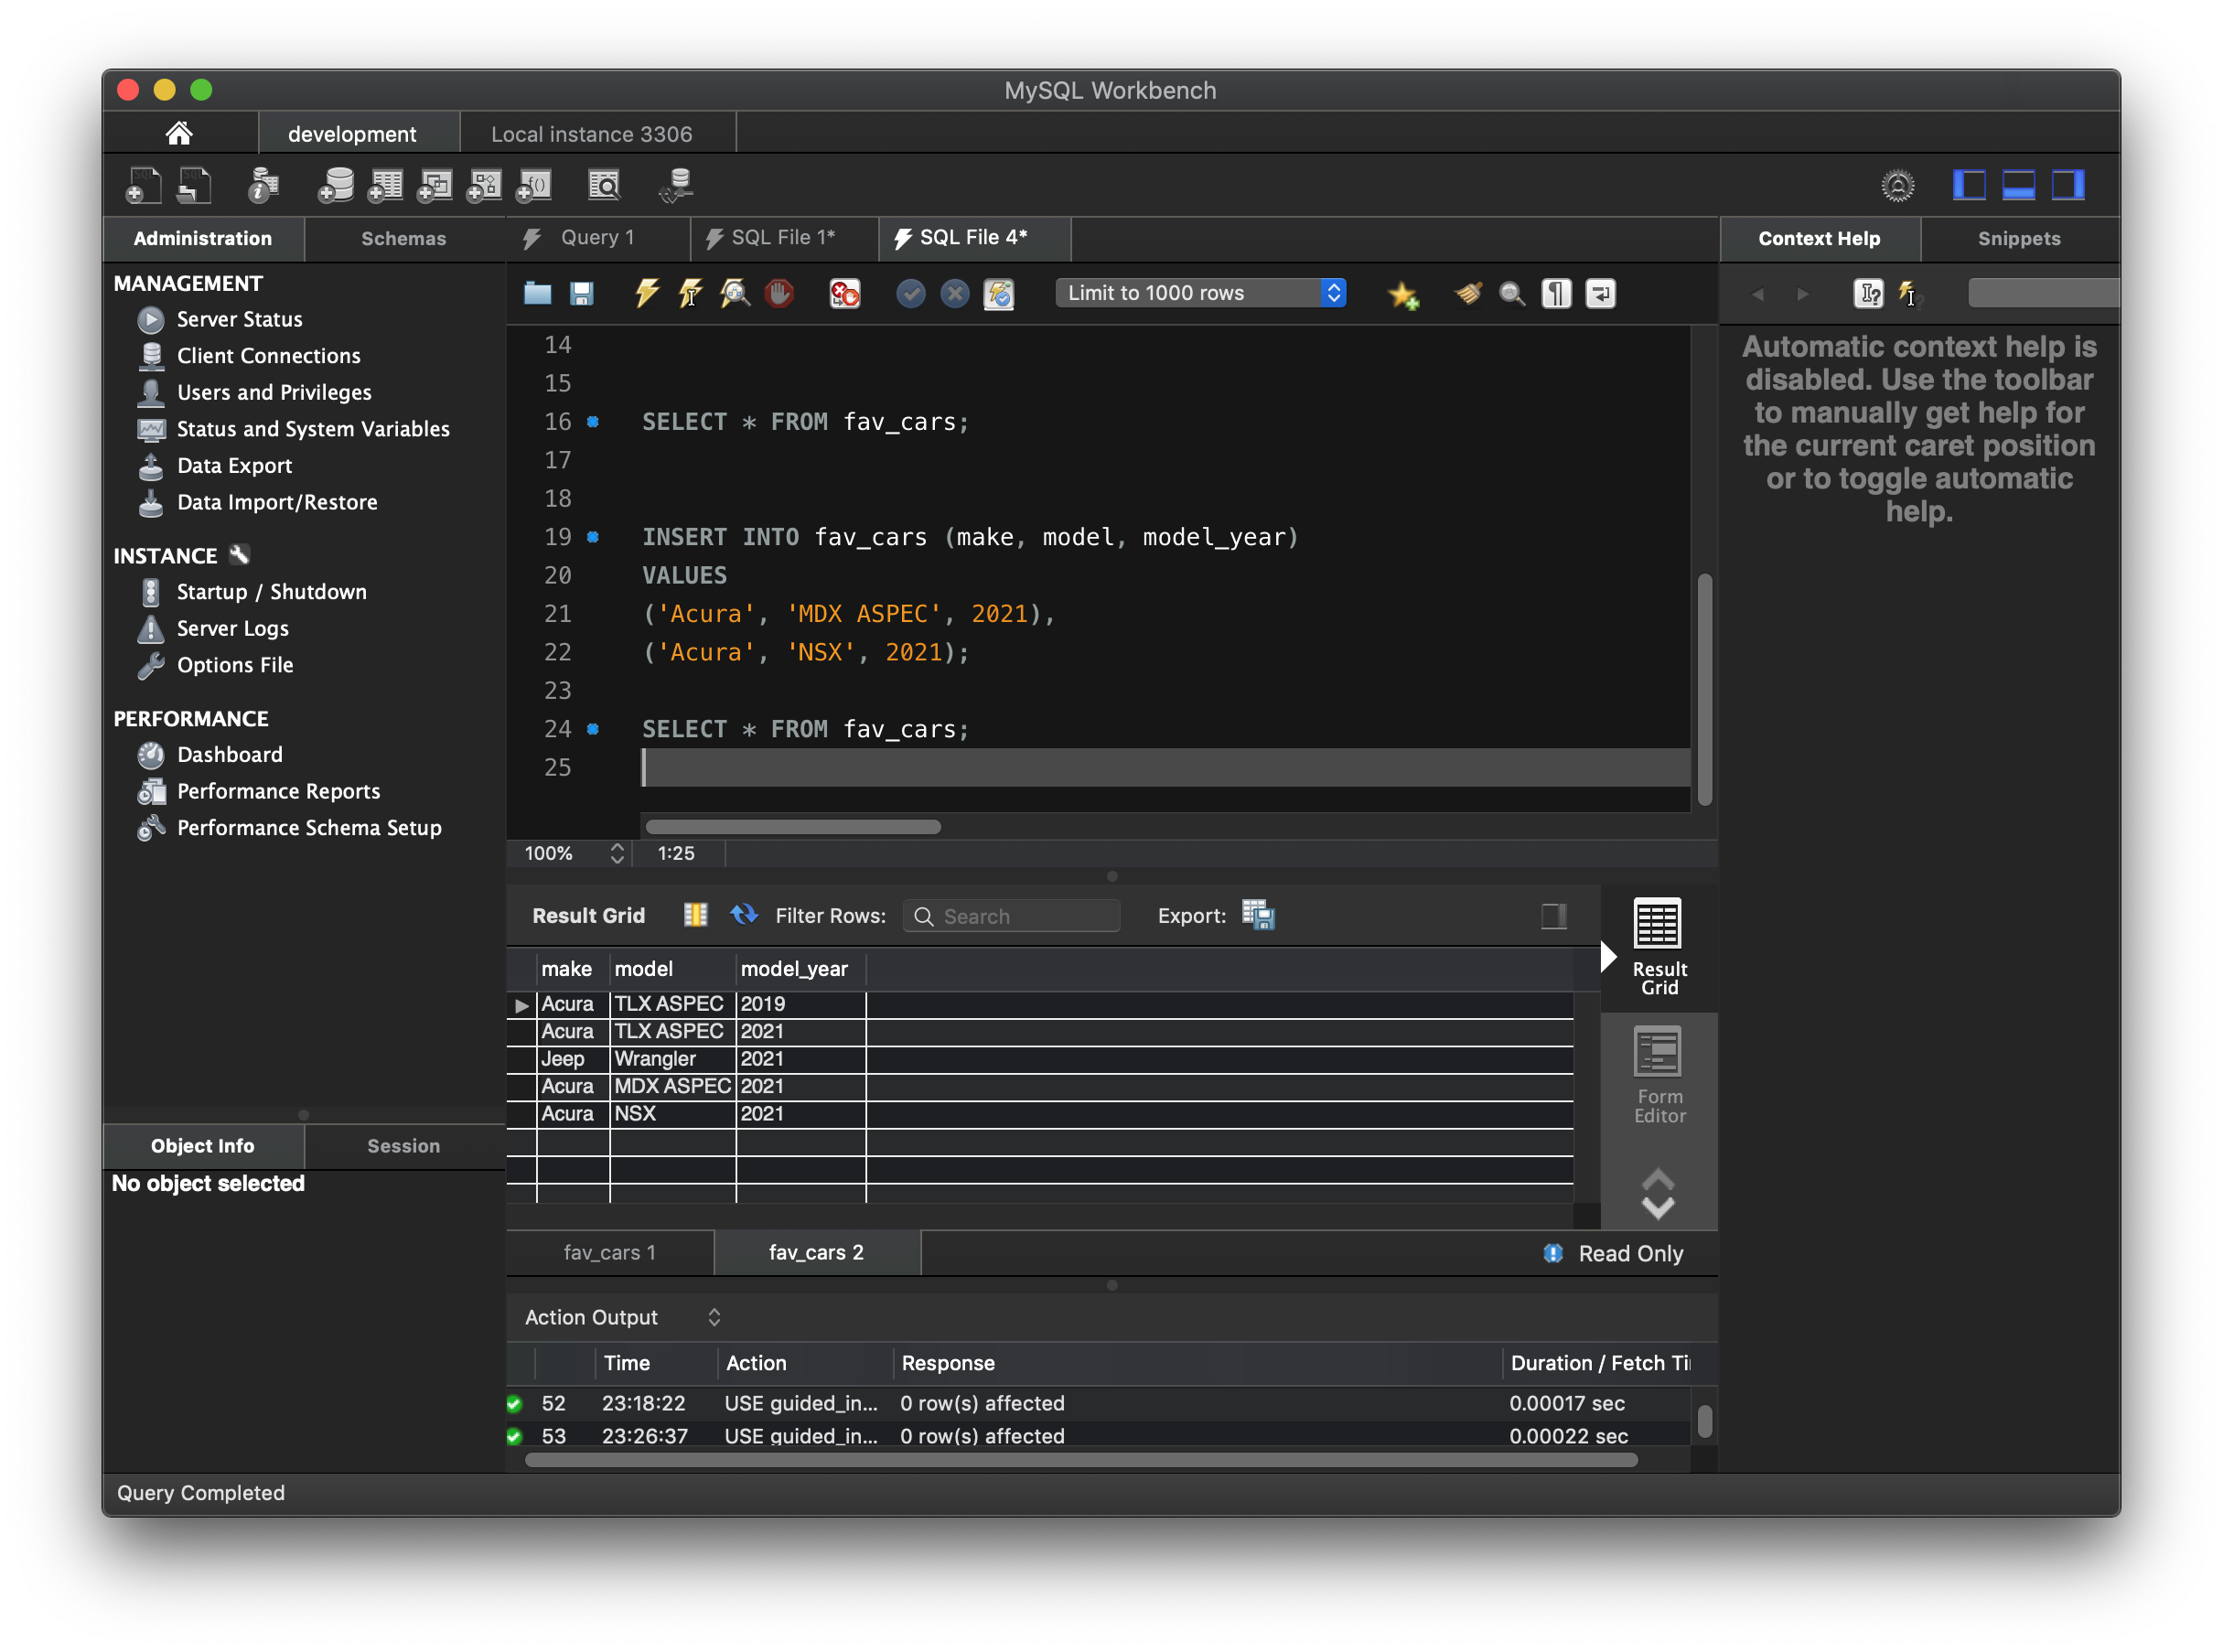 MySQL Workbench
development
Local instance 3306
Administration
Schemas
MANAGEMENT
Server Status
Client Connections
Users and Privileges
Status and System Variables
Data Export
Data Import/Restore
INSTANCE
Startup / Shutdown
Server Logs
Options File
PERFORMANCE
Dashboard
Performance Reports
Performance Schema Setup
Object Info
Session
No object selected
Query 1
SQL File 1*
SQL File 4*
Limit to 1000 rows
14
15
16 SELECT * FROM fav_cars;
17
18
19 INSERT INTO fav_cars (make, model, model_year)
20 VALUES
21 ('Acura', 'MDX ASPEC', 2021),
22 ('Acura', 'NSX', 2021);
23
24 SELECT * FROM fav_cars;
25
100%
1:25
Result Grid
Filter Rows:
Search
Export:
make model model_year
Acura TLX ASPEC 2019
Acura TLX ASPEC 2021
Jeep Wrangler 2021
Acura MDX ASPEC 2021
Acura NSX 2021
Result
Grid
Form
Editor
fav_cars 1
fav_cars 2
Read Only
Action Output
Time Action Response Duration / Fetch Ti
52 23:18:22 USE guided_in... 0 row(s) affected 0.00017 sec
53 23:26:37 USE guided_in... 0 row(s) affected 0.00022 sec
Context Help
Snippets
Automatic context help is
disabled. Use the toolbar
to manually get help for
the current caret position
or to toggle automatic
help.
Query Completed